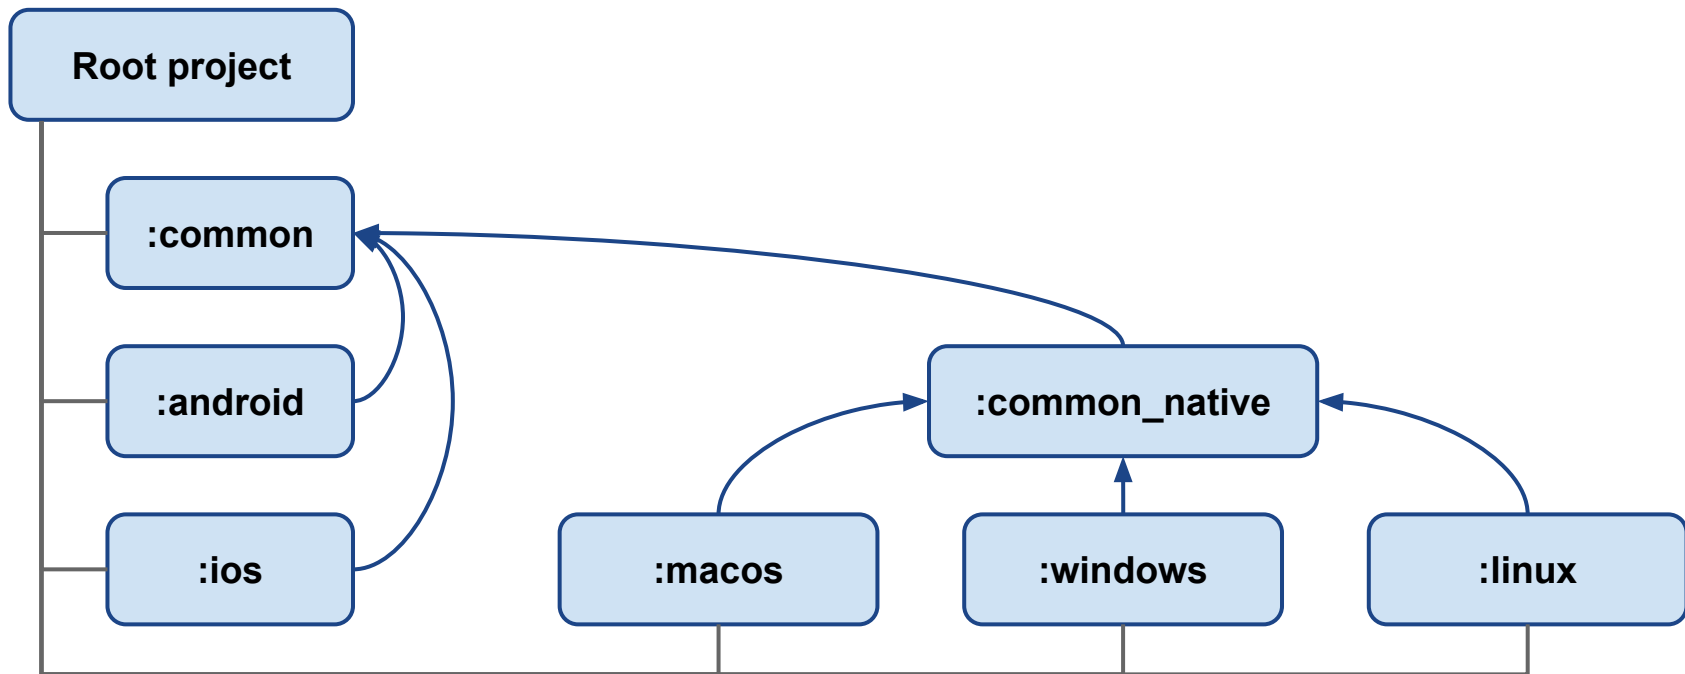 Root project
:common
:android
:common_native
:ios
:macos
:windows
:linux